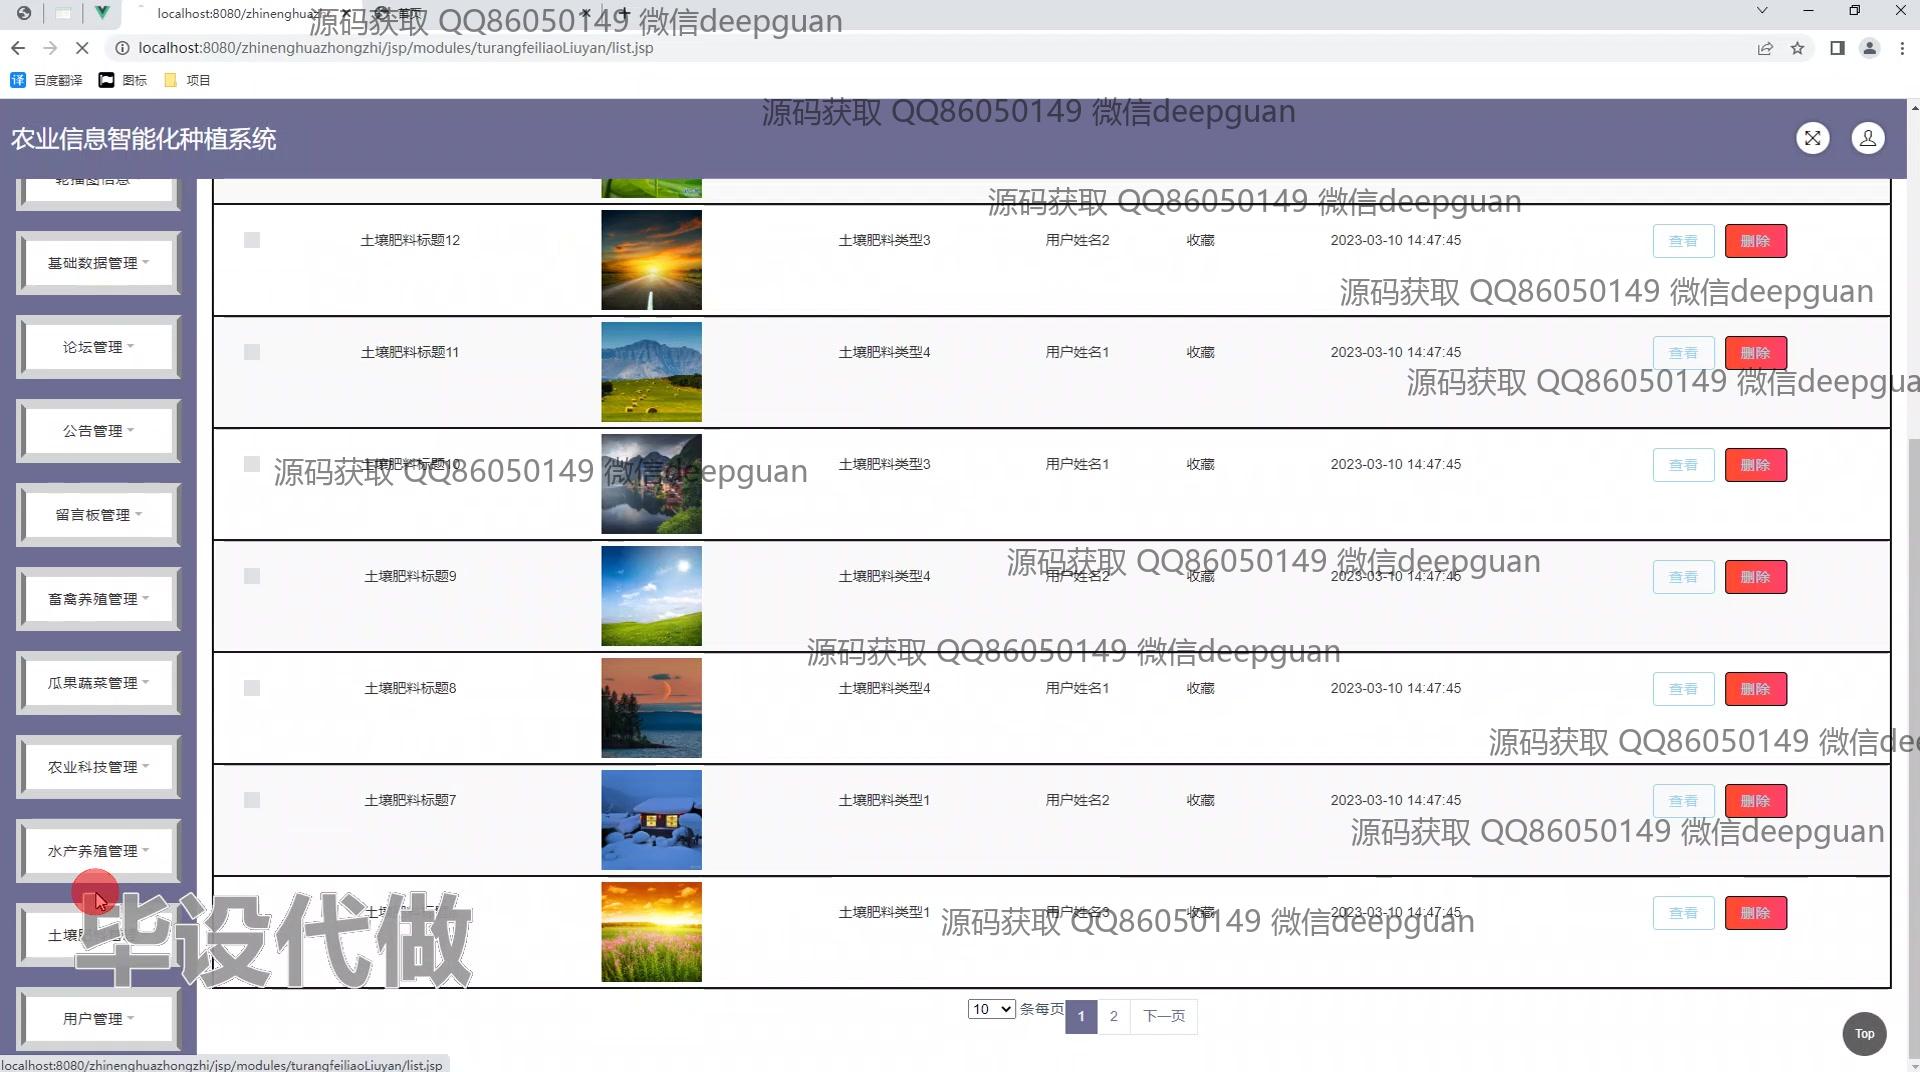 localhost:8080/zhinenghuaz
首页
源码获取 QQ86050149 微信deepguan
localhost:8080/zhinenghuazhongzhi/jsp/modules/turangfeiliaoLiuyan/list.jsp
译 百度翻译 图标 项目
源码获取 QQ86050149 微信deepguan
农业信息智能化种植系统
轮播图信息
源码获取 QQ86050149 微信deepguan
土壤肥料标题12 土壤肥料类型3 用户姓名2 收藏 2023-03-10 14:47:45 查看 删除
基础数据管理
源码获取 QQ86050149 微信deepguan
论坛管理
土壤肥料标题11 土壤肥料类型4 用户姓名1 收藏 2023-03-10 14:47:45 查看 删除
源码获取 QQ86050149 微信deepgua
公告管理
土壤肥料标题10 土壤肥料类型3 用户姓名1 收藏 2023-03-10 14:47:45 查看 删除
源码获取 QQ86050149 微信deepguan
留言板管理
源码获取 QQ86050149 微信deepguan
土壤肥料标题9 土壤肥料类型4 用户姓名2 收藏 2023-03-10 14:47:45 查看 删除
畜禽养殖管理
源码获取 QQ86050149 微信deepguan
瓜果蔬菜管理
土壤肥料标题8 土壤肥料类型4 用户姓名1 收藏 2023-03-10 14:47:45 查看 删除
源码获取 QQ86050149 微信de
农业科技管理
土壤肥料标题7 土壤肥料类型1 用户姓名2 收藏 2023-03-10 14:47:45 查看 删除
源码获取 QQ86050149 微信deepguan
水产养殖管理
土壤肥料类型1 用户姓名3 收藏 2023-03-10 14:47:45 查看 删除
源码获取 QQ86050149 微信deepguan
毕设代做
用户管理
10 条每页 1 2 下一页
Top
localhost:8080/zhinenghuazhongzhi/jsp/modules/turangfeiliaoLiuyan/list.jsp